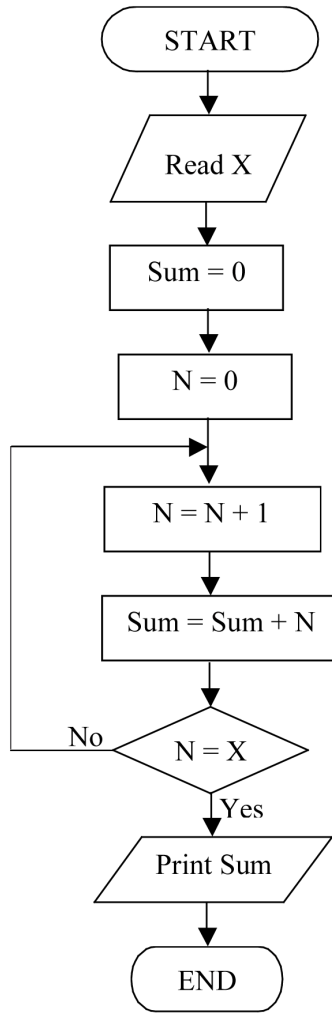 START
Read X
Sum = 0
N = 0
N = N + 1
Sum = Sum + N
No
N = X
Yes
Print Sum
END